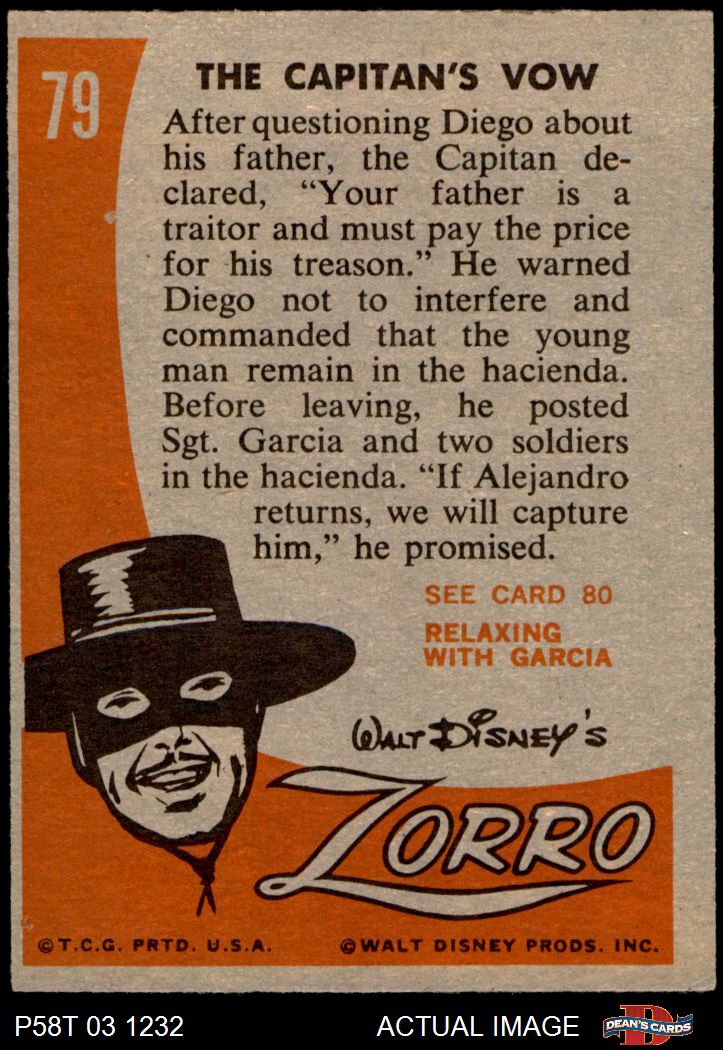 79
THE CAPITAN'S VOW
After questioning Diego about
his father, the Capitan de-
clared, “Your father is a
traitor and must pay the price
for his treason.” He warned
Diego not to interfere and
commanded that the young
man remain in the hacienda.
Before leaving, he posted
Sgt. Garcia and two soldiers
in the hacienda. “If Alejandro
returns, we will capture
him,” he promised.
SEE CARD 80
RELAXING
WITH GARCIA
WALT DISNEY'S
ZORRO
©T.C.G. PRTD. U.S.A.
©WALT DISNEY PRODS. INC.
P58T 03 1232
ACTUAL IMAGE
D
DEAN'S CARDS